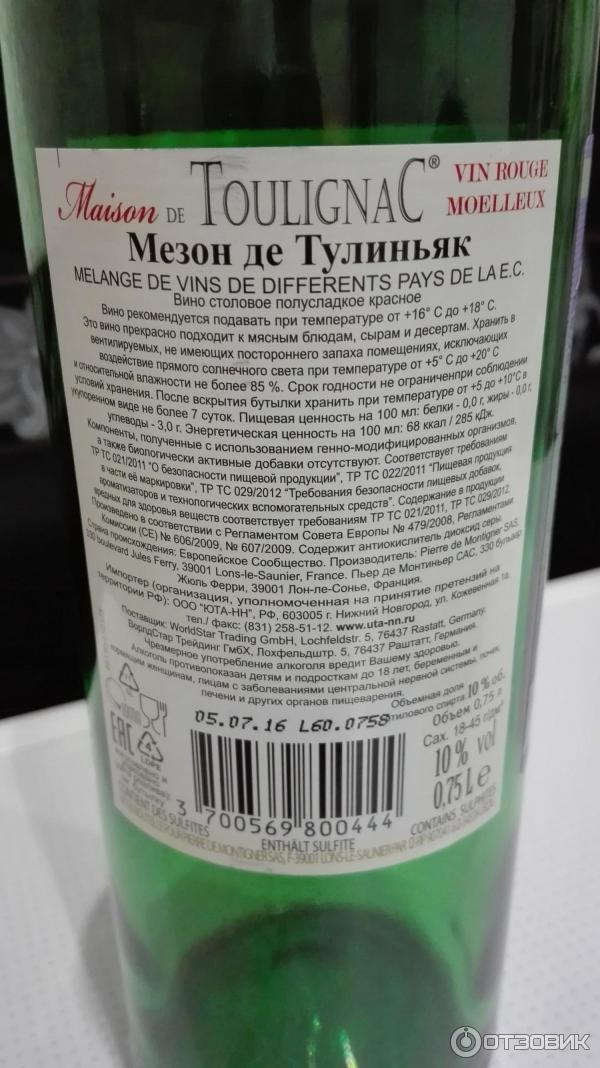 Maison DE TOULIGNAC® VIN ROUGE MOELLEUX
Мезон де Тулиньяк
MELANGE DE VINS DE DIFFERENTS PAYS DE LA E.C.
Вино столовое полусладкое красное
Вино рекомендуется подавать при температуре от +16° С до +18° С.
Это вино прекрасно подходит к мясным блюдам, сырам и десертам. Хранить в
вентилируемых, не имеющих постороннего запаха помещениях, исключающих
воздействие прямого солнечного света при температуре от +5° С до +20° С
и относительной влажности не более 85 %. Срок годности не ограниченпри соблюдении
условий хранения. После вскрытия бутылки хранить при температуре от +5 до +10°С в
укупоренном виде не более 7 суток. Пищевая ценность на 100 мл: белки - 0,0 г, жиры - 0,0 г,
углеводы - 3,0 г. Энергетическая ценность на 100 мл: 68 ккал / 285 кДж.
Компоненты, полученные с использованием генно-модифицированных организмов,
а также биологически активные добавки отсутствуют. Соответствует требованиям
ТР ТС 021/2011 "О безопасности пищевой продукции", ТР ТС 022/2011 "Пищевая продукция
в части её маркировки", ТР ТС 029/2012 "Требования безопасности пищевых добавок,
ароматизаторов и технологических вспомогательных средств". Содержание в продукции
вредных для здоровья веществ соответствует требованиям ТР ТС 021/2011, ТР ТС 029/2012.
Произведено в соответствии с Регламентом Совета Европы № 479/2008, Регламентами
Комиссии (СЕ) № 606/2009, № 607/2009. Содержит антиокислитель диоксид серы.
Страна происхождения: Европейское Сообщество. Производитель: Pierre de Montigner SAS,
330 boulevard Jules Ferry, 39001 Lons-le-Saunier, France. Пьер де Монтиньер САС, 330 бульвар
Жюль Ферри, 39001 Лон-ле-Сонье, Франция.
Импортер (организация, уполномоченная на принятие претензий на
территории РФ): ООО "ЮТА-НН", РФ, 603005 г. Нижний Новгород, ул. Кожевенная 1а,
тел./ факс: (831) 258-51-12. www.uta-nn.ru
Поставщик: WorldStar Trading GmbH, Lochfeldstr. 5, 76437 Rastatt, Germany.
ВорлдСтар Трейдинг ГмбХ, Лохфельдштр. 5, 76437 Раштатт, Германия.
Чрезмерное употребление алкоголя вредит Вашему здоровью.
Алкоголь противопоказан детям и подросткам до 18 лет, беременным и
кормящим женщинам, лицам с заболеваниями центральной нервной системы, почек,
печени и других органов пищеварения.
Объемная доля
этилового спирта 10 % об.
Объем 0,75 л
Сах. 18-45 г/дм³
10 % vol
0,75 L e
05.07.16 L60.0758
EAC
4
LDPE
3 700569 800444
CONTIENT DES SULFITES
ENTHÄLT SULFITE
CONTAINS SULPHITES
ОТЗОВИК